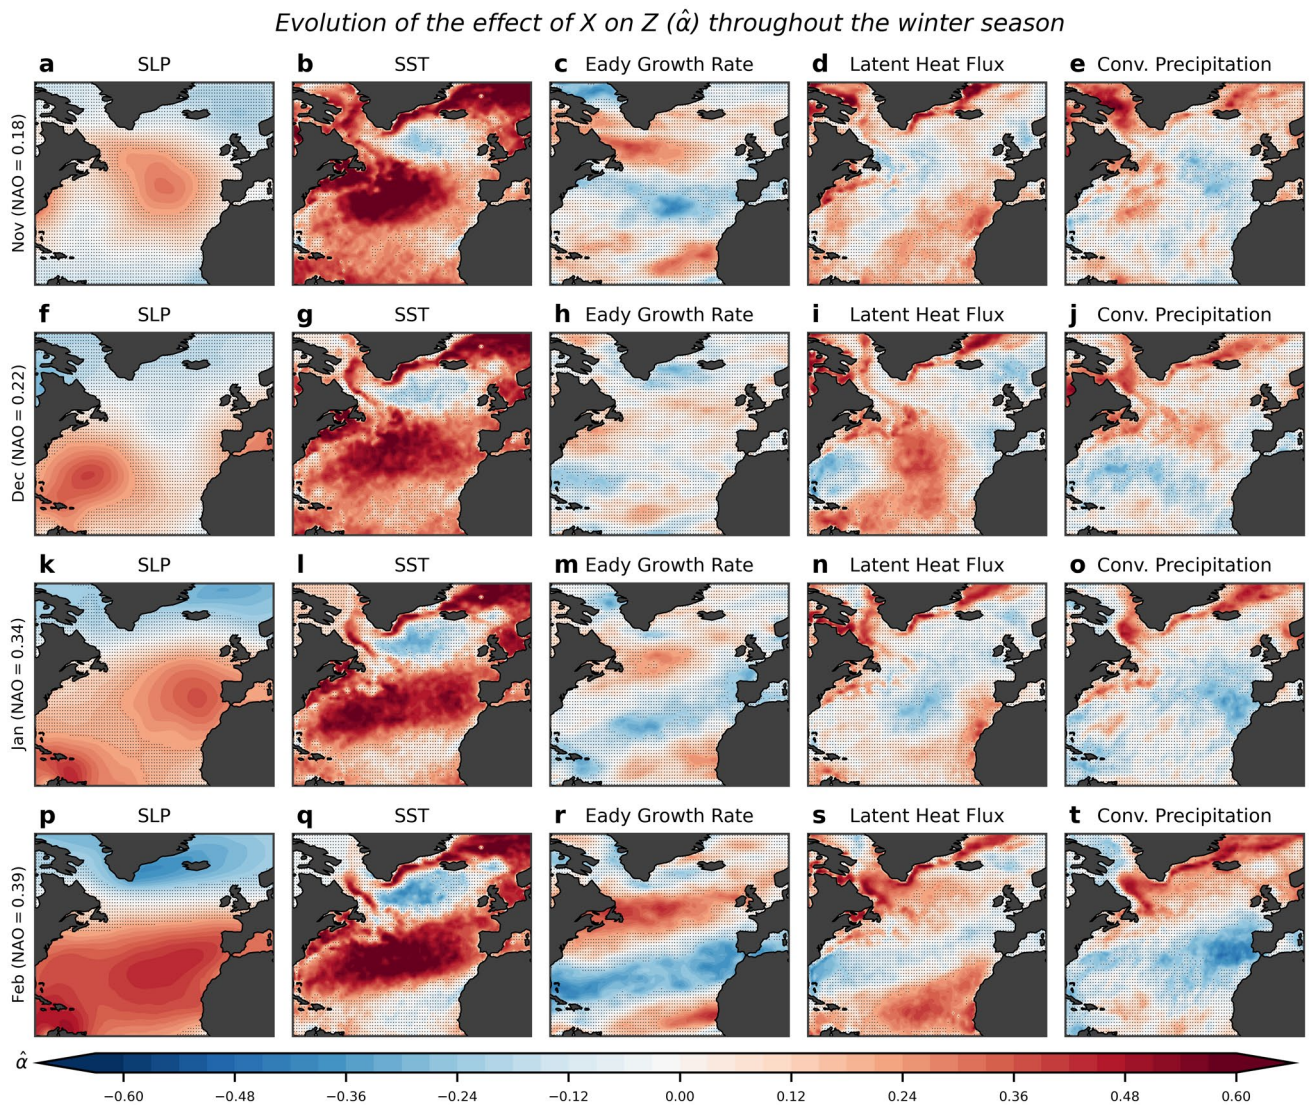 Evolution of the effect of X on Z (α̂) throughout the winter season
a SLP b SST c Eady Growth Rate d Latent Heat Flux e Conv. Precipitation
Nov (NAO = 0.18)
f SLP g SST h Eady Growth Rate i Latent Heat Flux j Conv. Precipitation
Dec (NAO = 0.22)
k SLP l SST m Eady Growth Rate n Latent Heat Flux o Conv. Precipitation
Jan (NAO = 0.34)
p SLP q SST r Eady Growth Rate s Latent Heat Flux t Conv. Precipitation
Feb (NAO = 0.39)
α̂
−0.60 −0.48 −0.36 −0.24 −0.12 0.00 0.12 0.24 0.36 0.48 0.60